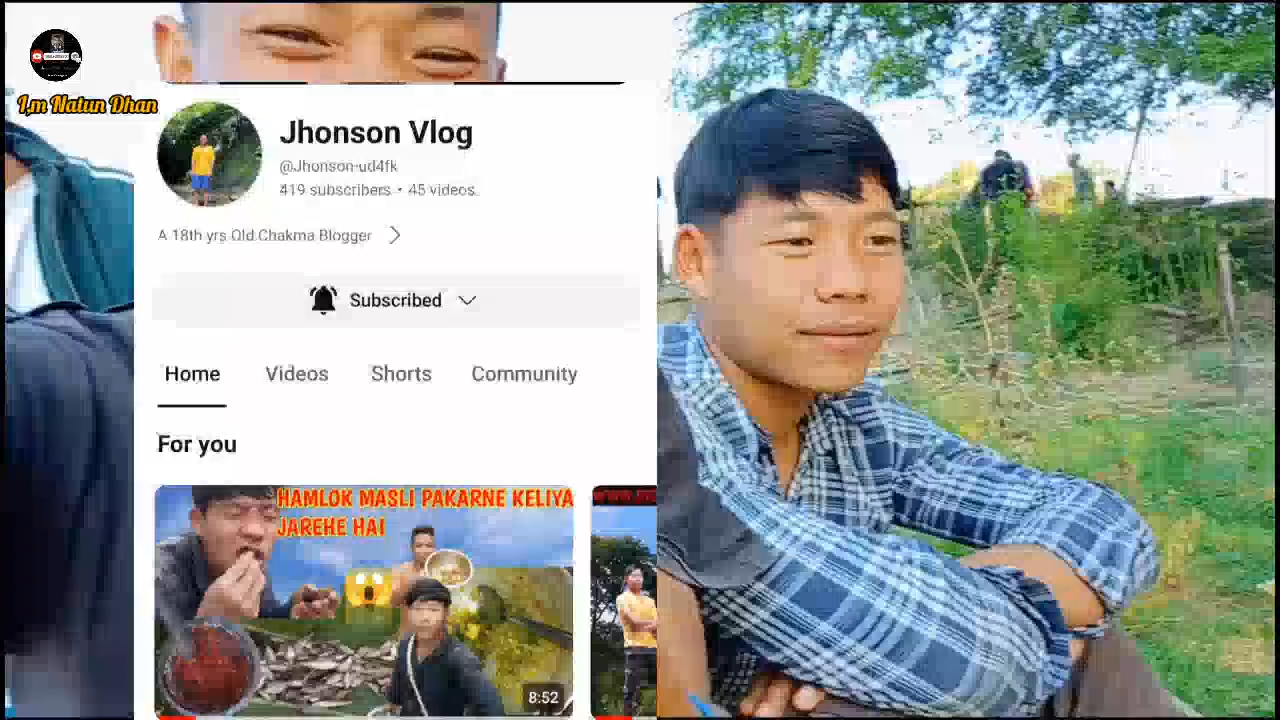 I,m Natun Dhan
Jhonson Vlog
@Jhonson-ud4fk
419 subscribers • 45 videos
A 18th yrs Old Chakma Blogger
Subscribed
Home Videos Shorts Community
For you
HAMLOK MASLI PAKARNE KELIYA
JAREHE HAI
8:52